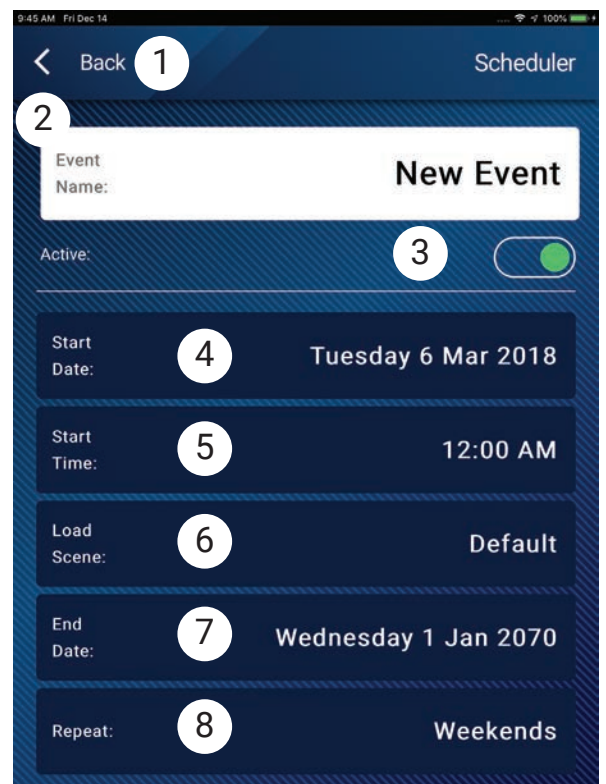 9:45 AM Fri Dec 14 .... 100%
Back 1 Scheduler
2
Event
Name:
New Event
Active: 3
Start
Date:
4 Tuesday 6 Mar 2018
Start
Time:
5 12:00 AM
Load
Scene:
6 Default
End
Date:
7 Wednesday 1 Jan 2070
Repeat: 8 Weekends